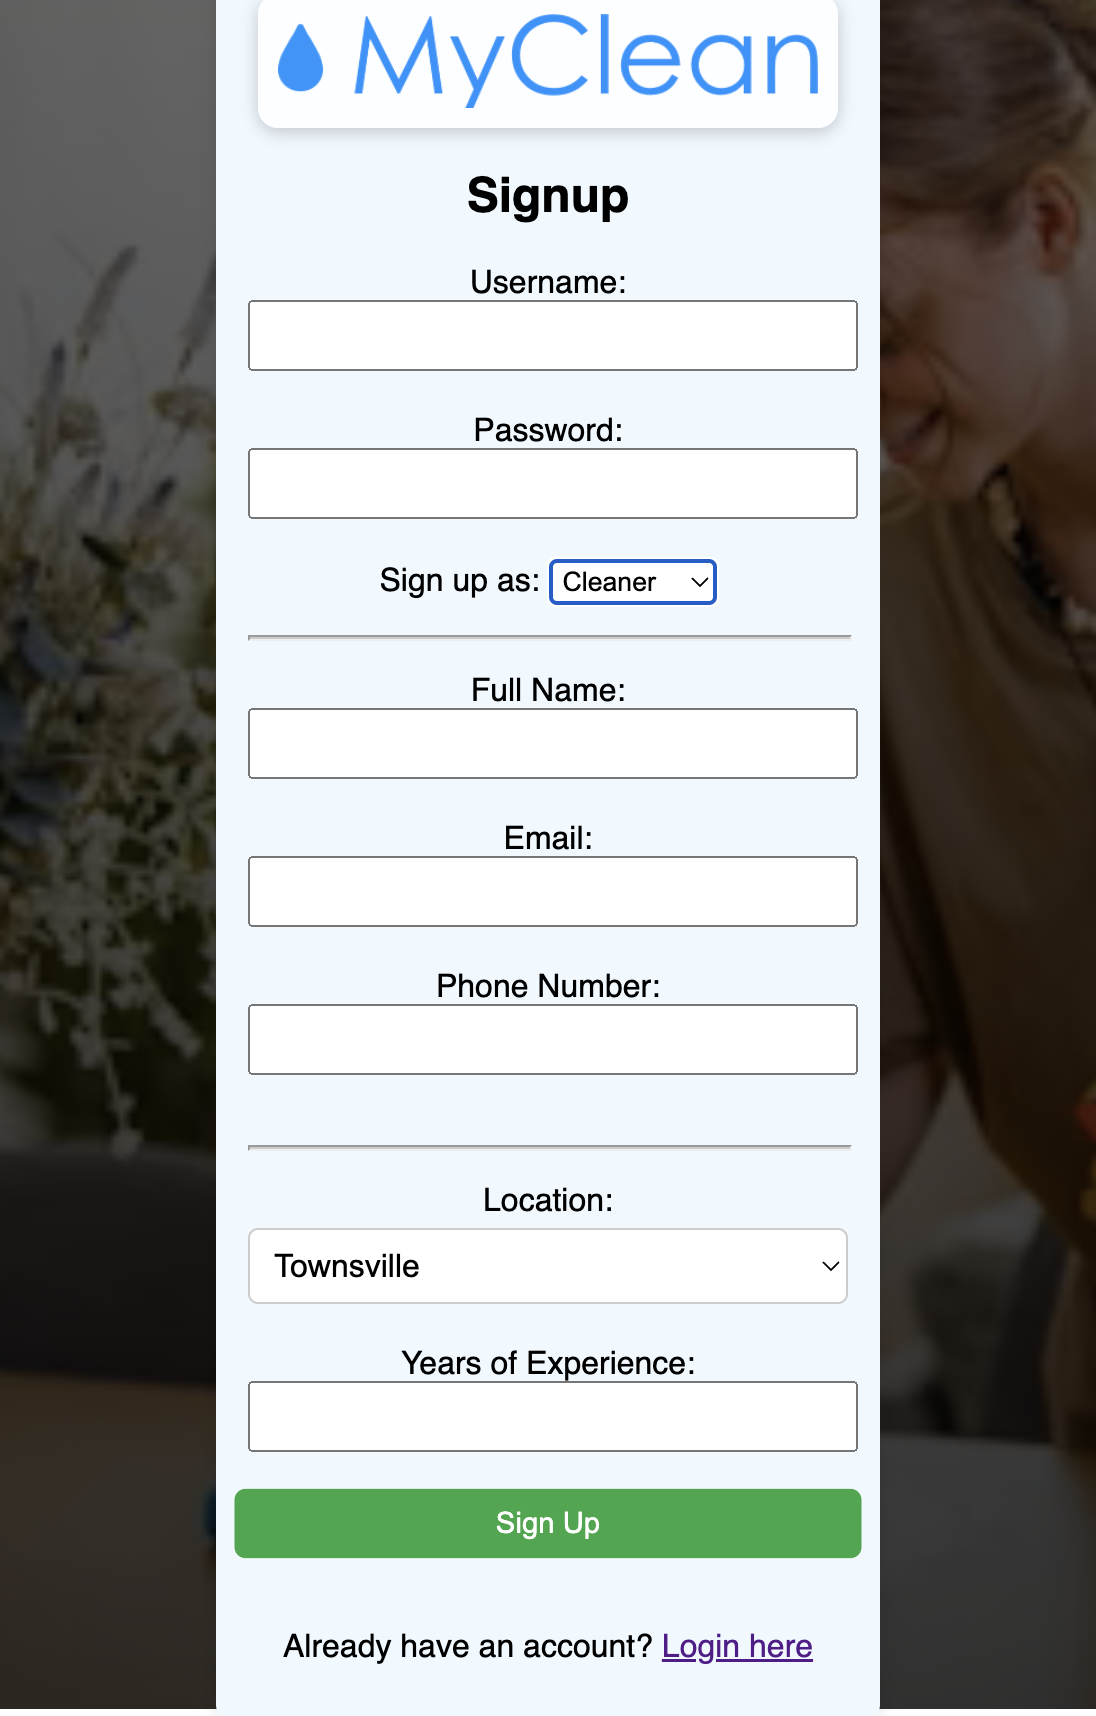 MyClean
Signup
Username:
Password:
Sign up as: Cleaner
Full Name:
Email:
Phone Number:
Location:
Townsville
Years of Experience:
Sign Up
Already have an account? Login here